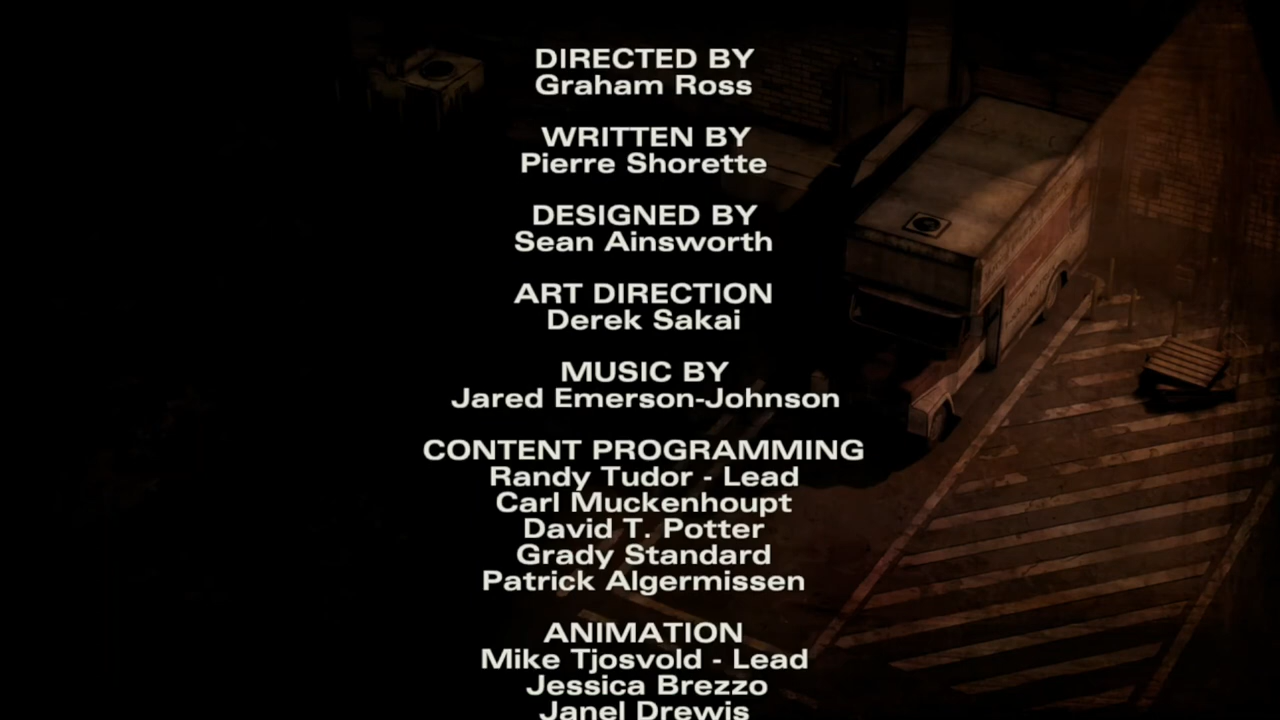 DIRECTED BY
Graham Ross
WRITTEN BY
Pierre Shorette
DESIGNED BY
Sean Ainsworth
ART DIRECTION
Derek Sakai
MUSIC BY
Jared Emerson-Johnson
CONTENT PROGRAMMING
Randy Tudor - Lead
Carl Muckenhoupt
David T. Potter
Grady Standard
Patrick Algermissen
ANIMATION
Mike Tjosvold - Lead
Jessica Brezzo
Janel Drewis